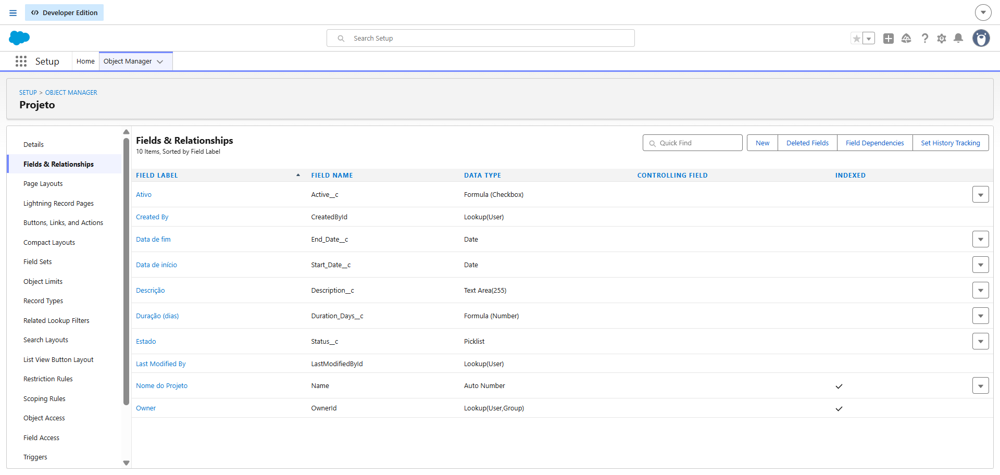 Developer Edition
Search Setup
Setup
Home
Object Manager
SETUP > OBJECT MANAGER
Projeto
Details
Fields & Relationships
Page Layouts
Lightning Record Pages
Buttons, Links, and Actions
Compact Layouts
Field Sets
Object Limits
Record Types
Related Lookup Filters
Search Layouts
List View Button Layout
Restriction Rules
Scoping Rules
Object Access
Field Access
Triggers
Fields & Relationships
10 Items, Sorted by Field Label
Quick Find
New
Deleted Fields
Field Dependencies
Set History Tracking
FIELD LABEL FIELD NAME DATA TYPE CONTROLLING FIELD INDEXED
Ativo Active__c Formula (Checkbox)
Created By CreatedById Lookup(User)
Data de fim End_Date__c Date
Data de início Start_Date__c Date
Descrição Description__c Text Area(255)
Duração (dias) Duration_Days__c Formula (Number)
Estado Status__c Picklist
Last Modified By LastModifiedById Lookup(User)
Nome do Projeto Name Auto Number
Owner OwnerId Lookup(User,Group)